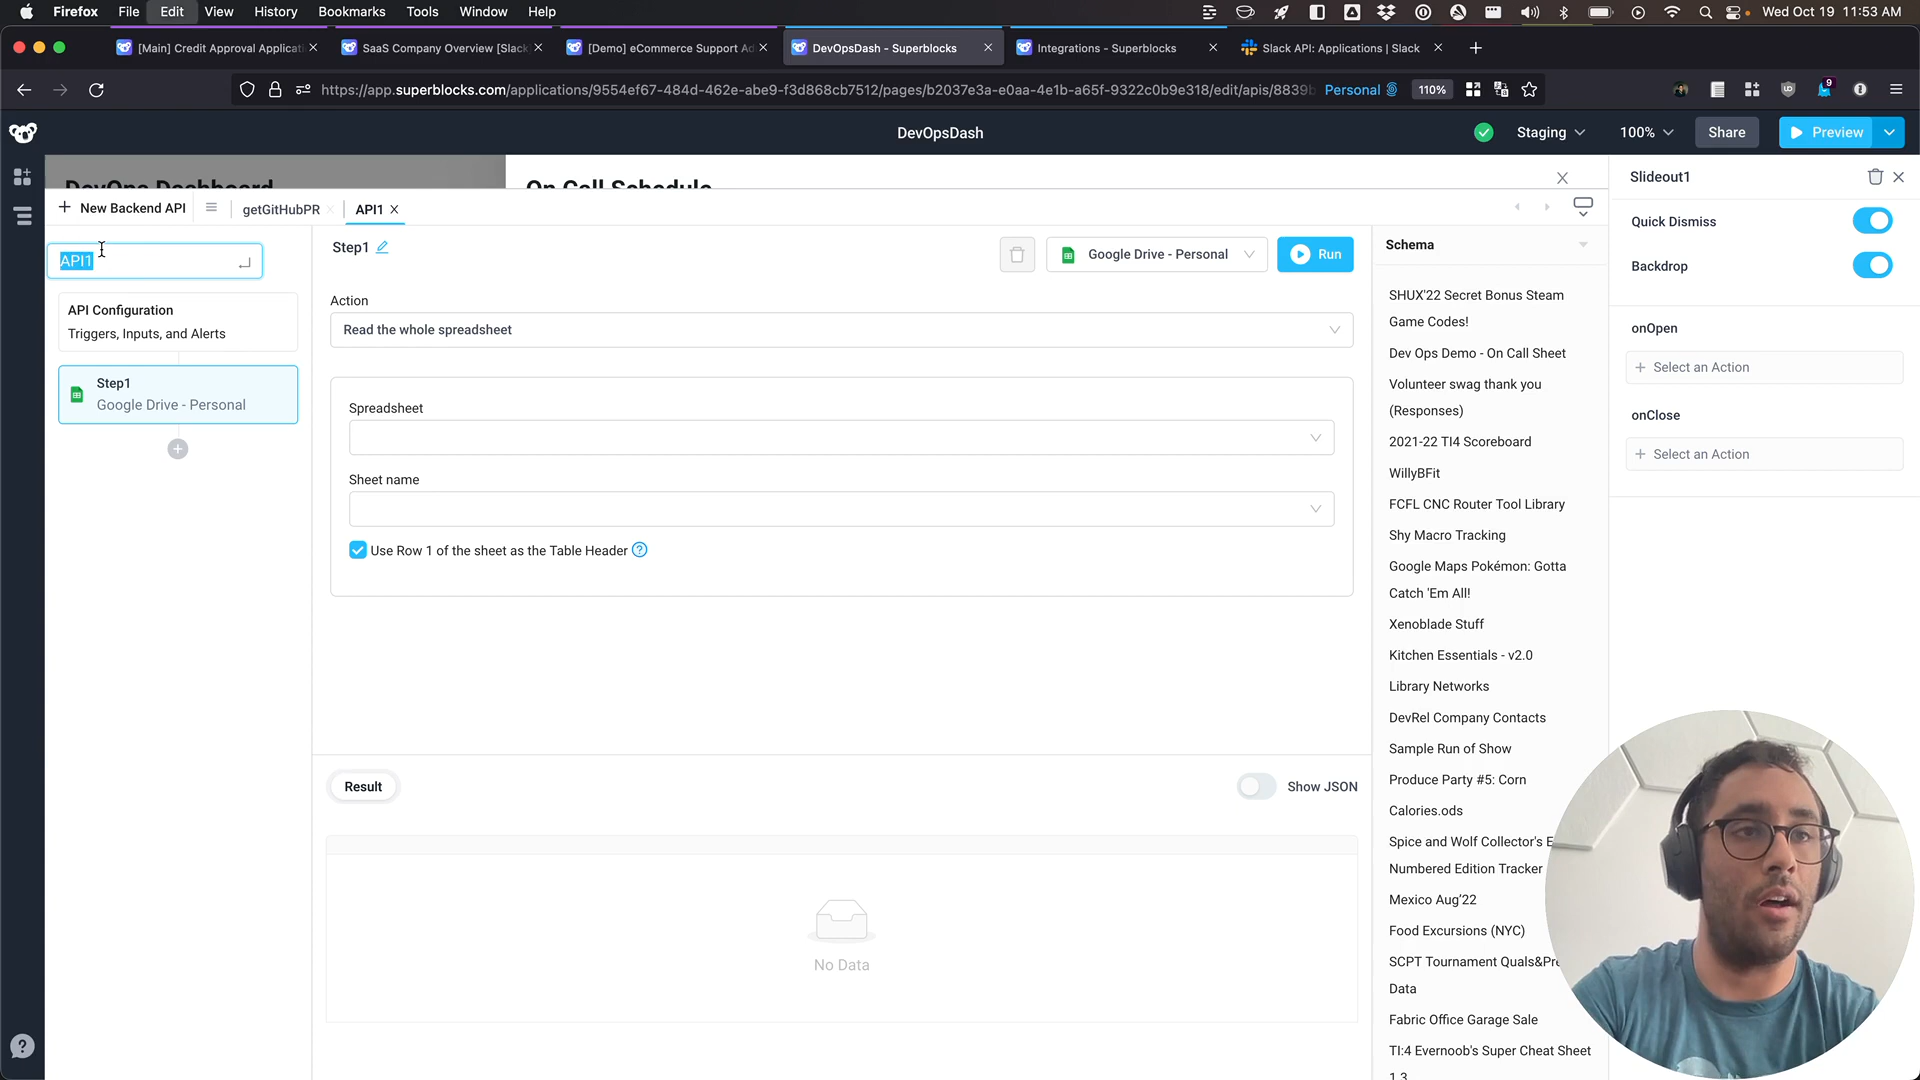 Firefox File Edit View History Bookmarks Tools Window Help
Wed Oct 19 11:53 AM
[Main] Credit Approval Applicati
SaaS Company Overview [Slack
[Demo] eCommerce Support Ad
DevOpsDash - Superblocks
Integrations - Superblocks
Slack API: Applications | Slack
https://app.superblocks.com/applications/9554ef67-484d-462e-abe9-f3d868cb7512/pages/b2037e3a-e0aa-4e1b-a65f-9322c0b9e318/edit/apis/8839b
Personal
110%
9
DevOpsDash
Staging
100%
Share
Preview
DevOps Dashboard
On Call Schedule
Slideout1
New Backend API
getGitHubPR
API1
API1
Step1
Google Drive - Personal
Run
Schema
Quick Dismiss
Backdrop
API Configuration
Triggers, Inputs, and Alerts
Step1
Google Drive - Personal
Action
Read the whole spreadsheet
Spreadsheet
Sheet name
Use Row 1 of the sheet as the Table Header
SHUX'22 Secret Bonus Steam
Game Codes!
Dev Ops Demo - On Call Sheet
Volunteer swag thank you
(Responses)
2021-22 TI4 Scoreboard
WillyBFit
FCFL CNC Router Tool Library
Shy Macro Tracking
Google Maps Pokémon: Gotta
Catch 'Em All!
Xenoblade Stuff
Kitchen Essentials - v2.0
Library Networks
DevRel Company Contacts
Sample Run of Show
Produce Party #5: Corn
Calories.ods
Spice and Wolf Collector's E
Numbered Edition Tracker
Mexico Aug'22
Food Excursions (NYC)
SCPT Tournament Quals&Pre
Data
Fabric Office Garage Sale
TI:4 Evernoob's Super Cheat Sheet
1.3
onOpen
Select an Action
onClose
Select an Action
Result
Show JSON
No Data